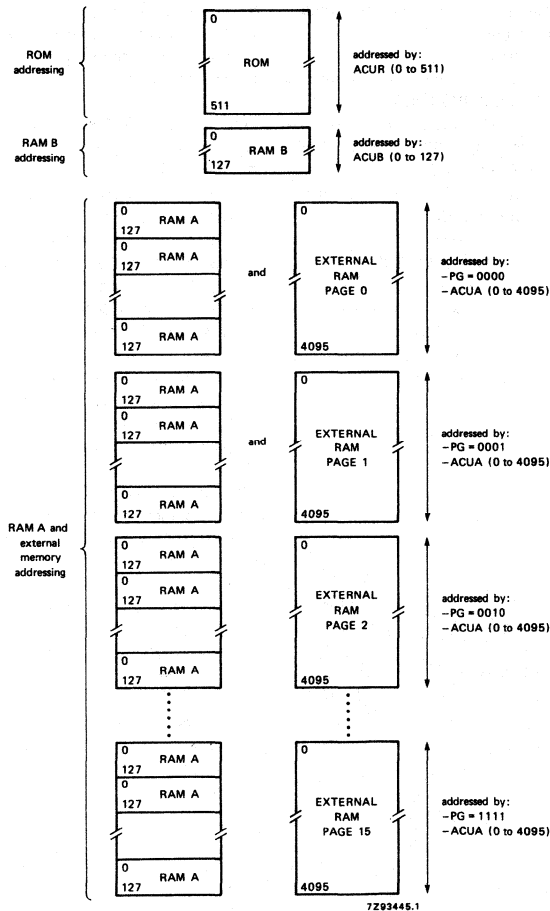 ROM
addressing
0
ROM
511
addressed by:
ACUR (0 to 511)
RAM B
addressing
0
RAM B
127
addressed by:
ACUB (0 to 127)
RAM A and
external
memory
addressing
0
RAM A
127
0
RAM A
127
0
RAM A
127
and
0
EXTERNAL
RAM
PAGE 0
4095
addressed by:
–PG = 0000
–ACUA (0 to 4095)
0
RAM A
127
0
RAM A
127
0
RAM A
127
and
0
EXTERNAL
RAM
PAGE 1
4095
addressed by:
–PG = 0001
–ACUA (0 to 4095)
0
RAM A
127
0
RAM A
127
0
RAM A
127
0
EXTERNAL
RAM
PAGE 2
4095
addressed by:
–PG = 0010
–ACUA (0 to 4095)
0
RAM A
127
0
RAM A
127
0
RAM A
127
0
EXTERNAL
RAM
PAGE 15
4095
addressed by:
–PG = 1111
–ACUA (0 to 4095)
7Z93445.1